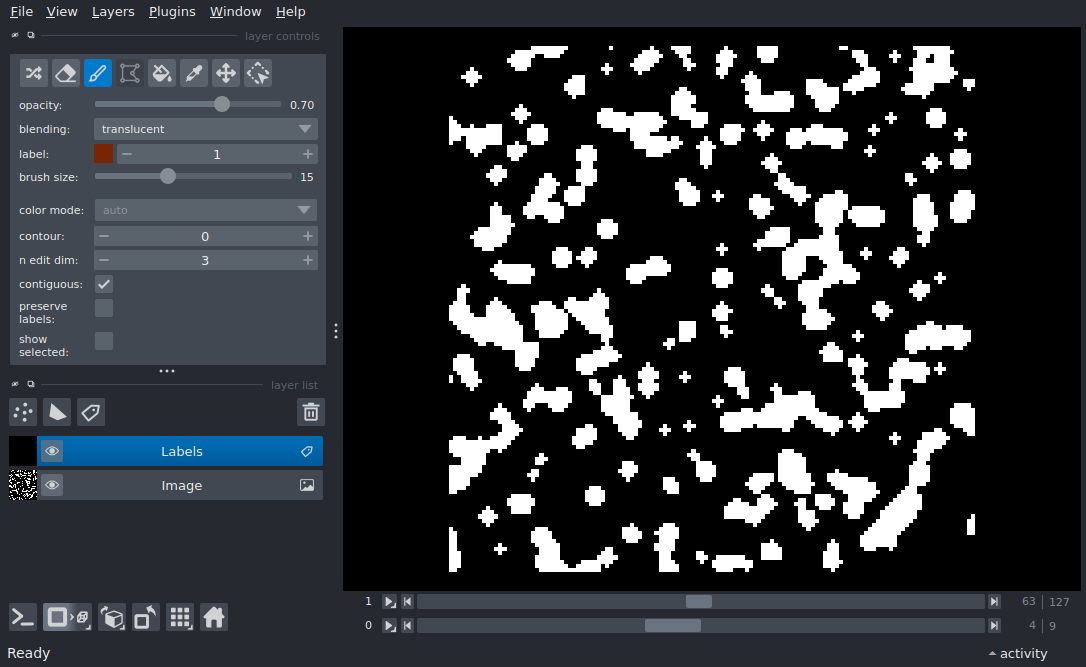 File View Layers Plugins Window Help
layer controls
opacity: 0.70
blending: translucent
label: 1
brush size: 15
color mode: auto
contour: 0
n edit dim: 3
contiguous:
preserve
labels:
show
selected:
layer list
Labels
Image
1 63 | 127
0 4 | 9
Ready activity